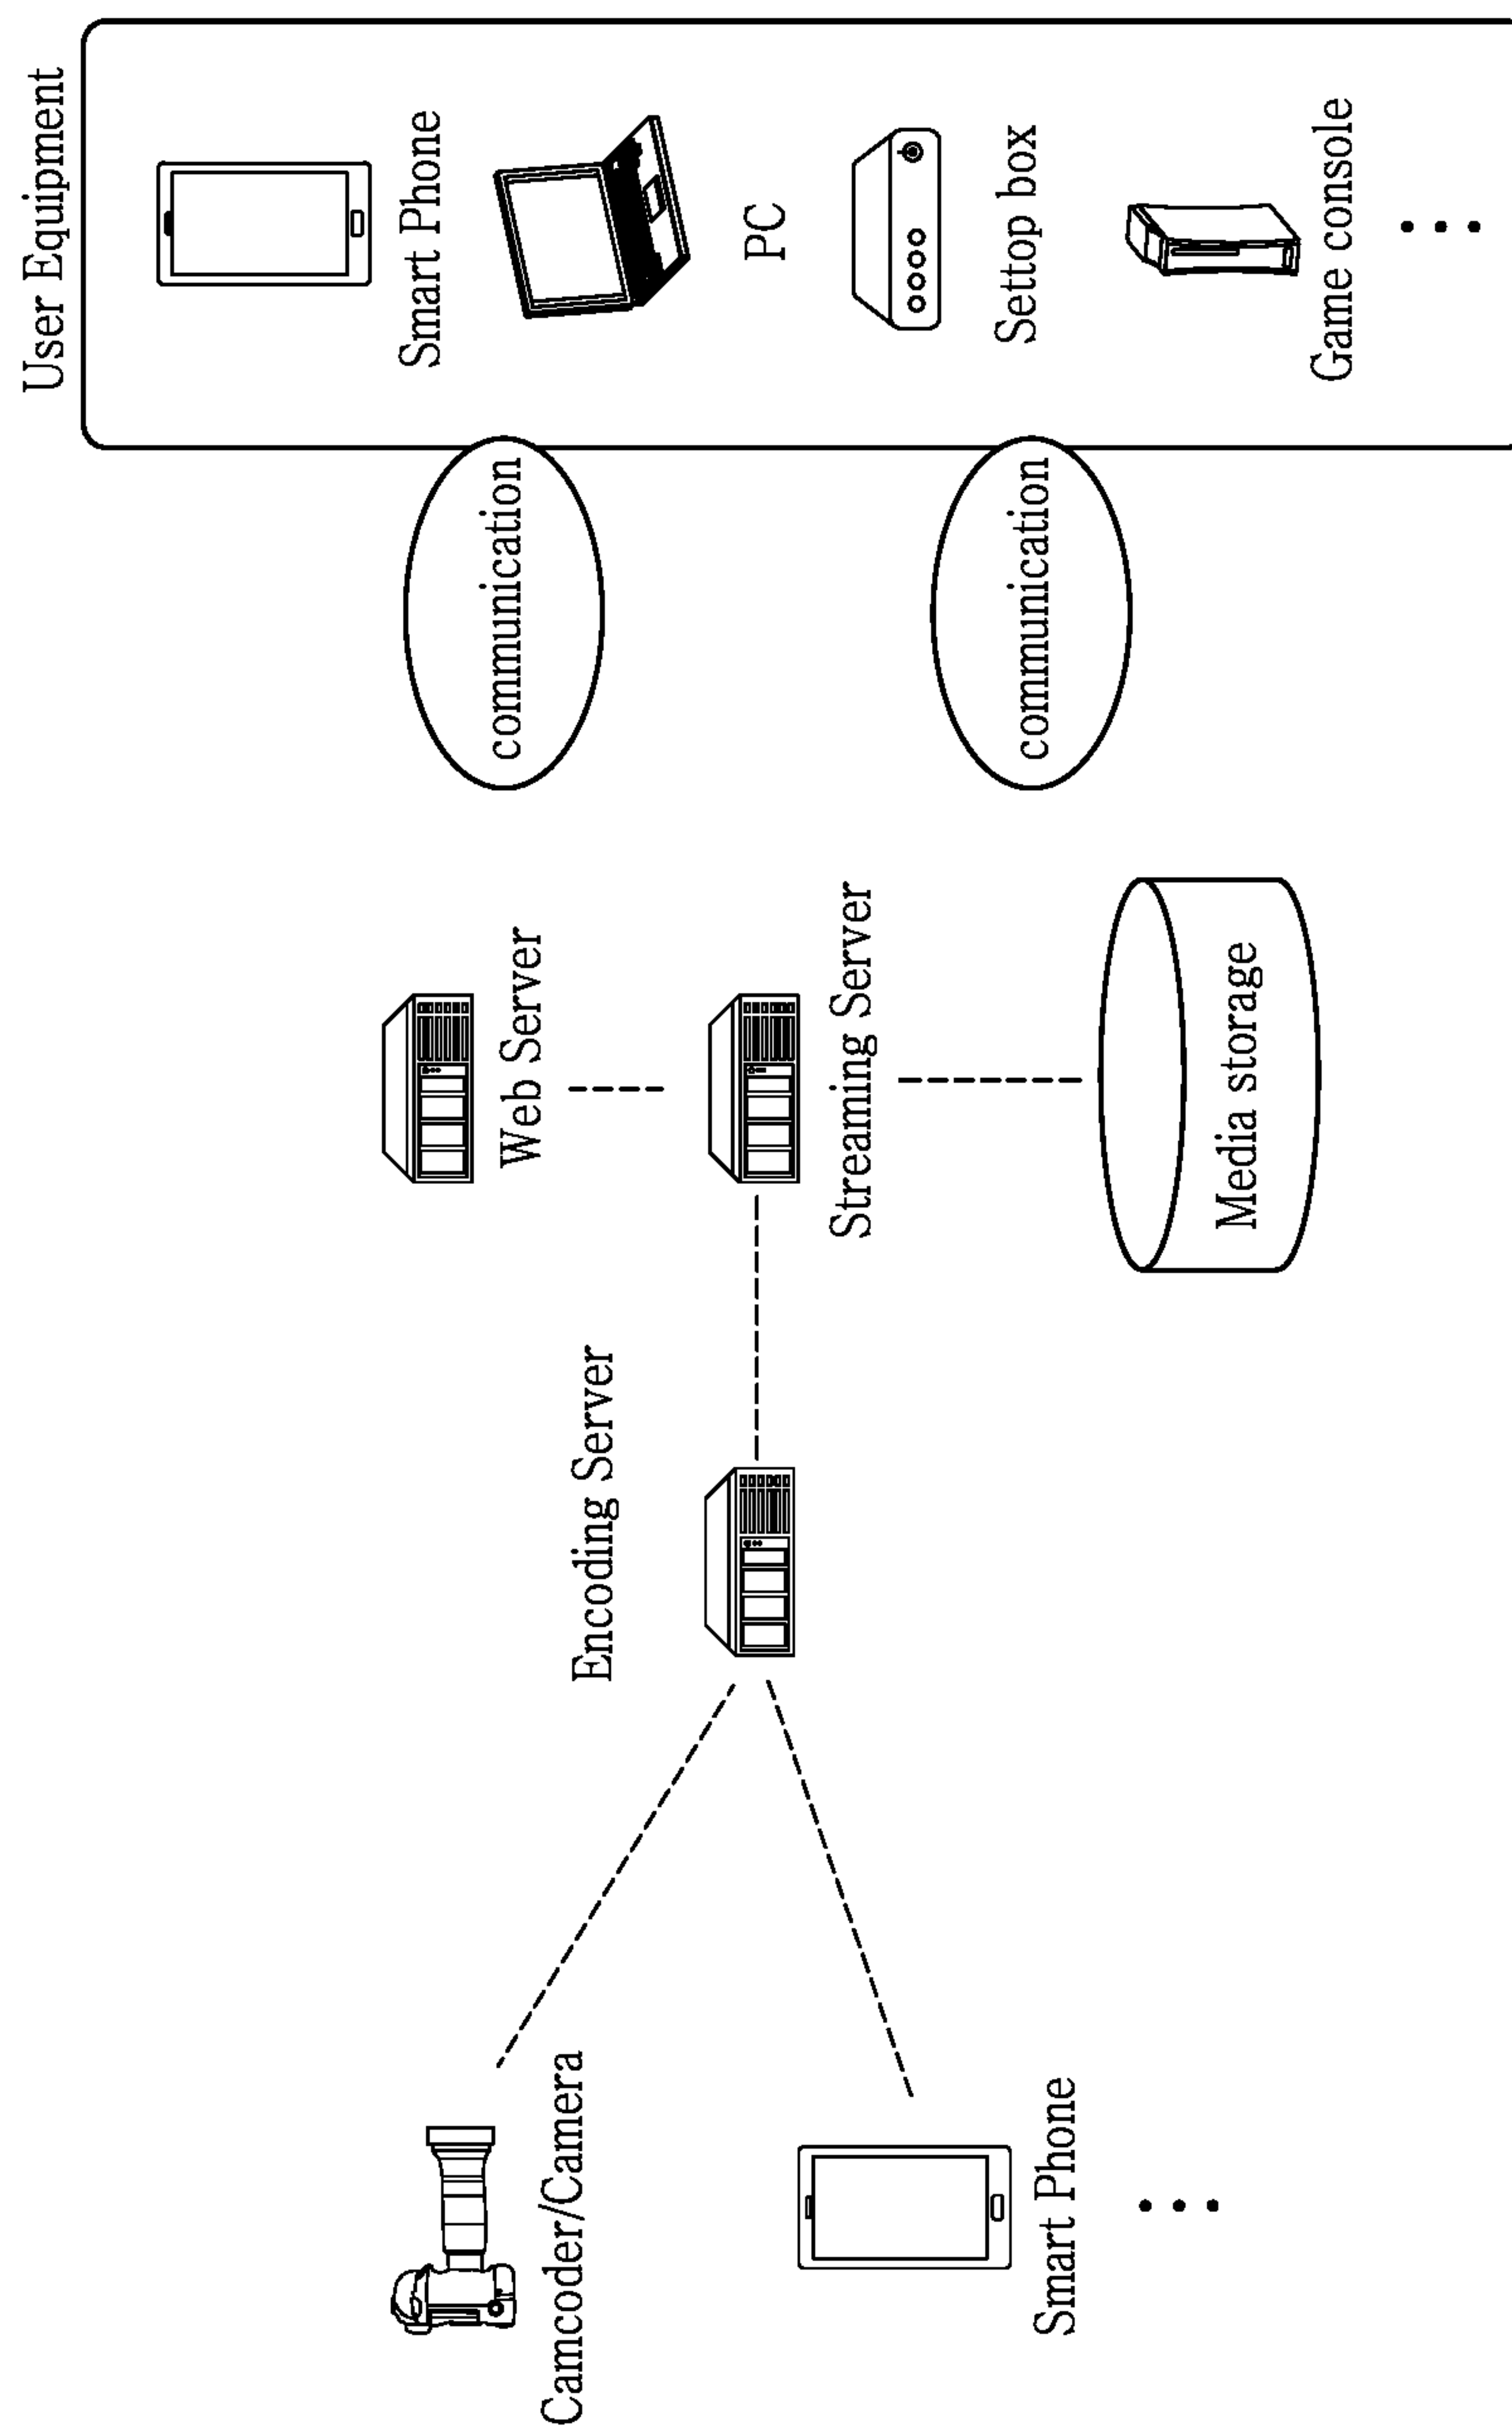 User Equipment
Smart Phone
PC
Settop box
Game console
communication
communication
Web Server
Streaming Server
Media storage
Encoding Server
Camcoder/Camera
Smart Phone